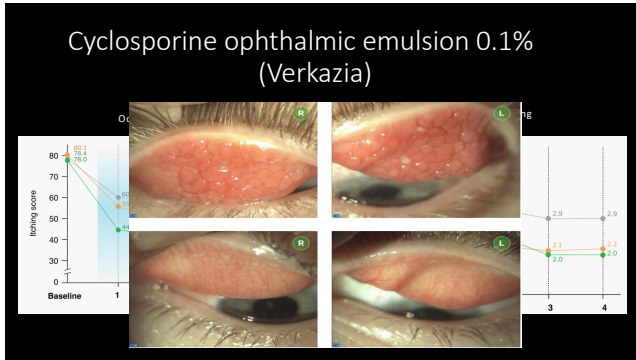 Cyclosporine ophthalmic emulsion 0.1%
(Verkazia)
R
L
80.1
78.4
78.0
80
70
60
50
40
30
0
Itching score
Baseline
1
R
L
2.9
2.9
2.1
2.2
2.0
2.0
3
4